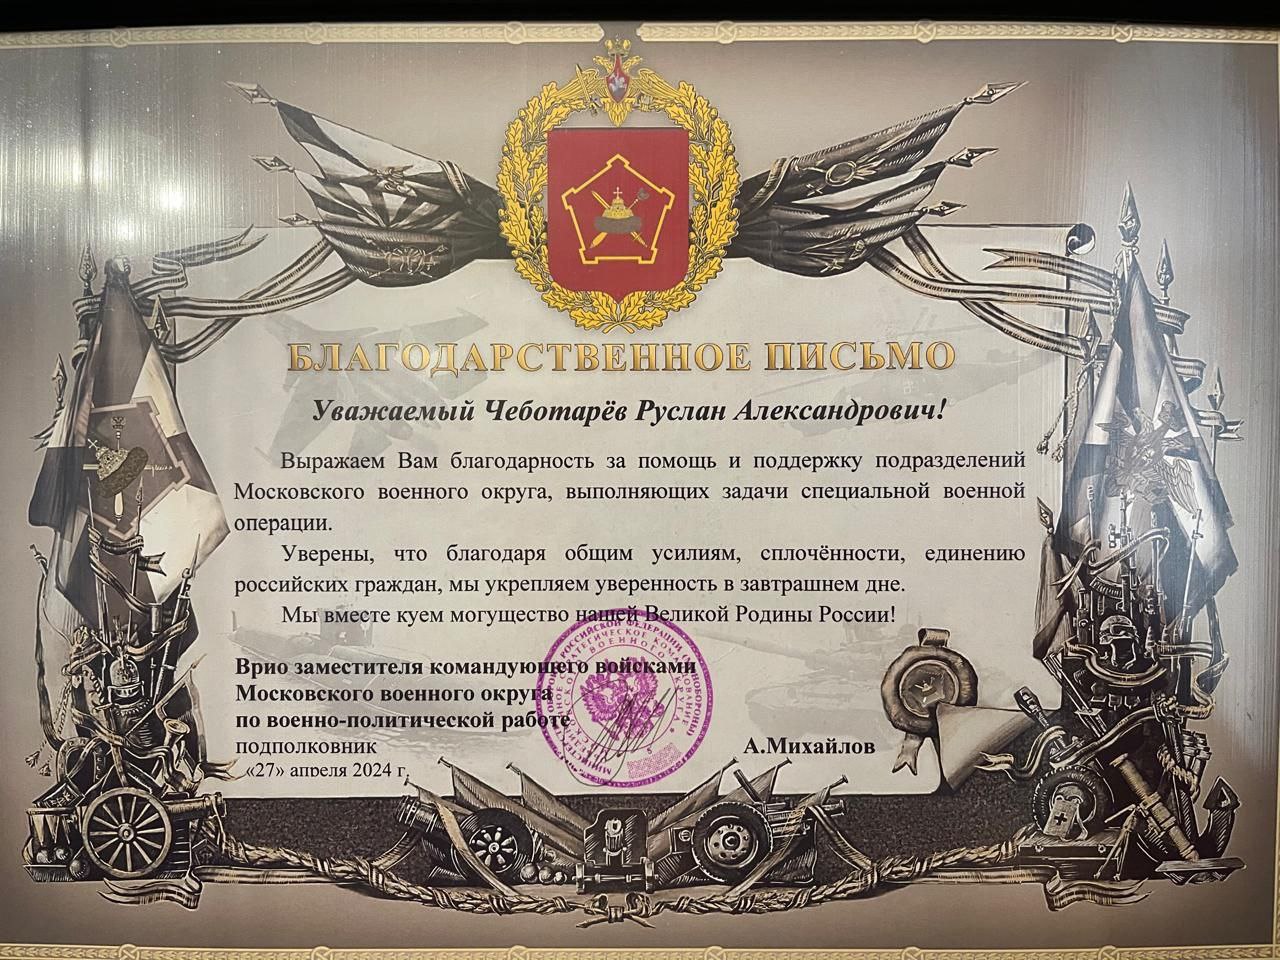 БЛАГОДАРСТВЕННОЕ ПИСЬМО
Уважаемый Чеботарёв Руслан Александрович!
Выражаем Вам благодарность за помощь и поддержку подразделений
Московского военного округа, выполняющих задачи специальной военной
операции.
Уверены, что благодаря общим усилиям, сплочённости, единению
российских граждан, мы укрепляем уверенность в завтрашнем дне.
Мы вместе куем могущество нашей Великой Родины России!
Врио заместителя командующего войсками
Московского военного округа
по военно-политической работе
подполковник
А.Михайлов
«27» апреля 2024 г.